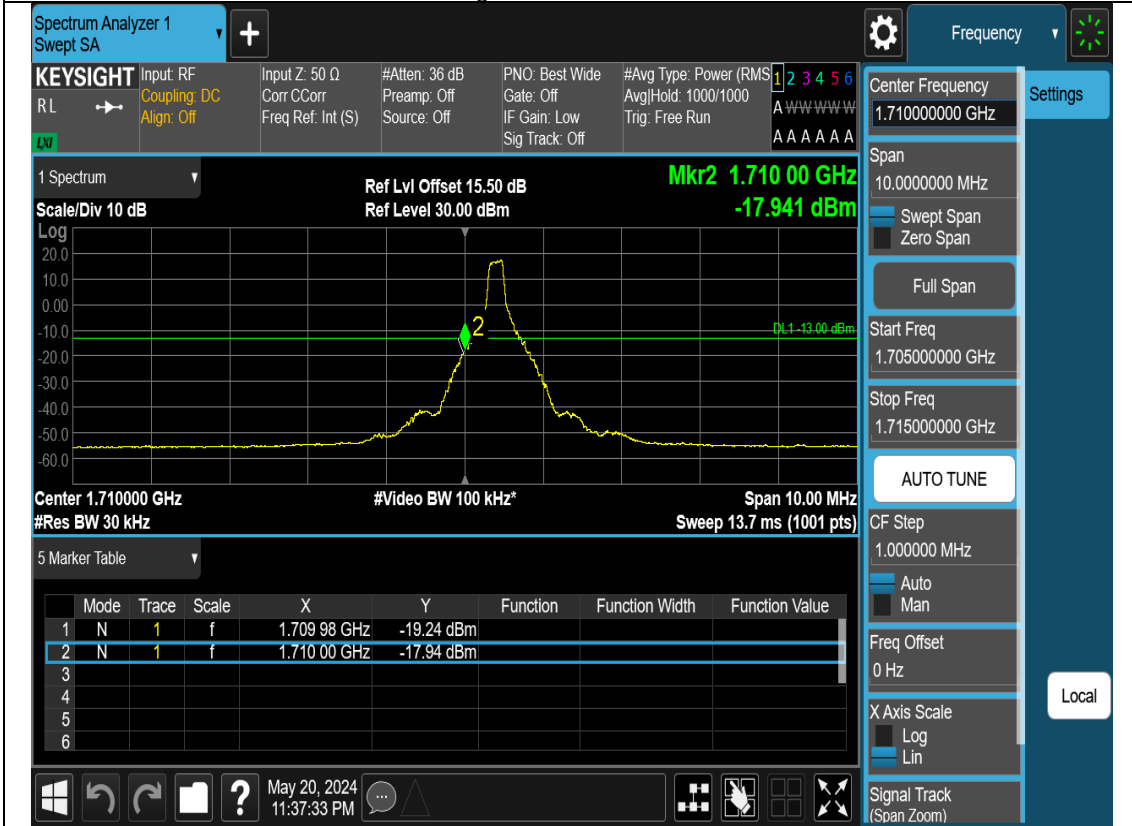 Spectrum Analyzer 1
Swept SA
+
Frequency
KEYSIGHT
RL
LXI
Input: RF
Coupling: DC
Align: Off
Input Z: 50 Ω
Corr CCorr
Freq Ref: Int (S)
#Atten: 36 dB
Preamp: Off
Source: Off
PNO: Best Wide
Gate: Off
IF Gain: Low
Sig Track: Off
#Avg Type: Power (RMS
Avg|Hold: 1000/1000
Trig: Free Run
1 2 3 4 5 6
A W W W W W
A A A A A A
1 Spectrum
Scale/Div 10 dB
Ref Lvl Offset 15.50 dB
Ref Level 30.00 dBm
Mkr2 1.710 00 GHz
-17.941 dBm
Log
20.0
10.0
0.00
-10.0
-20.0
-30.0
-40.0
-50.0
-60.0
2
DL1 -13.00 dBm
Center 1.710000 GHz
#Video BW 100 kHz*
Span 10.00 MHz
#Res BW 30 kHz
Sweep 13.7 ms (1001 pts)
5 Marker Table
Mode Trace Scale X Y Function Function Width Function Value
1 N 1 f 1.709 98 GHz -19.24 dBm
2 N 1 f 1.710 00 GHz -17.94 dBm
3
4
5
6
?
May 20, 2024
11:37:33 PM
Center Frequency
1.710000000 GHz
Settings
Span
10.0000000 MHz
Swept Span
Zero Span
Full Span
Start Freq
1.705000000 GHz
Stop Freq
1.715000000 GHz
AUTO TUNE
CF Step
1.000000 MHz
Auto
Man
Freq Offset
0 Hz
Local
X Axis Scale
Log
Lin
Signal Track
(Span Zoom)